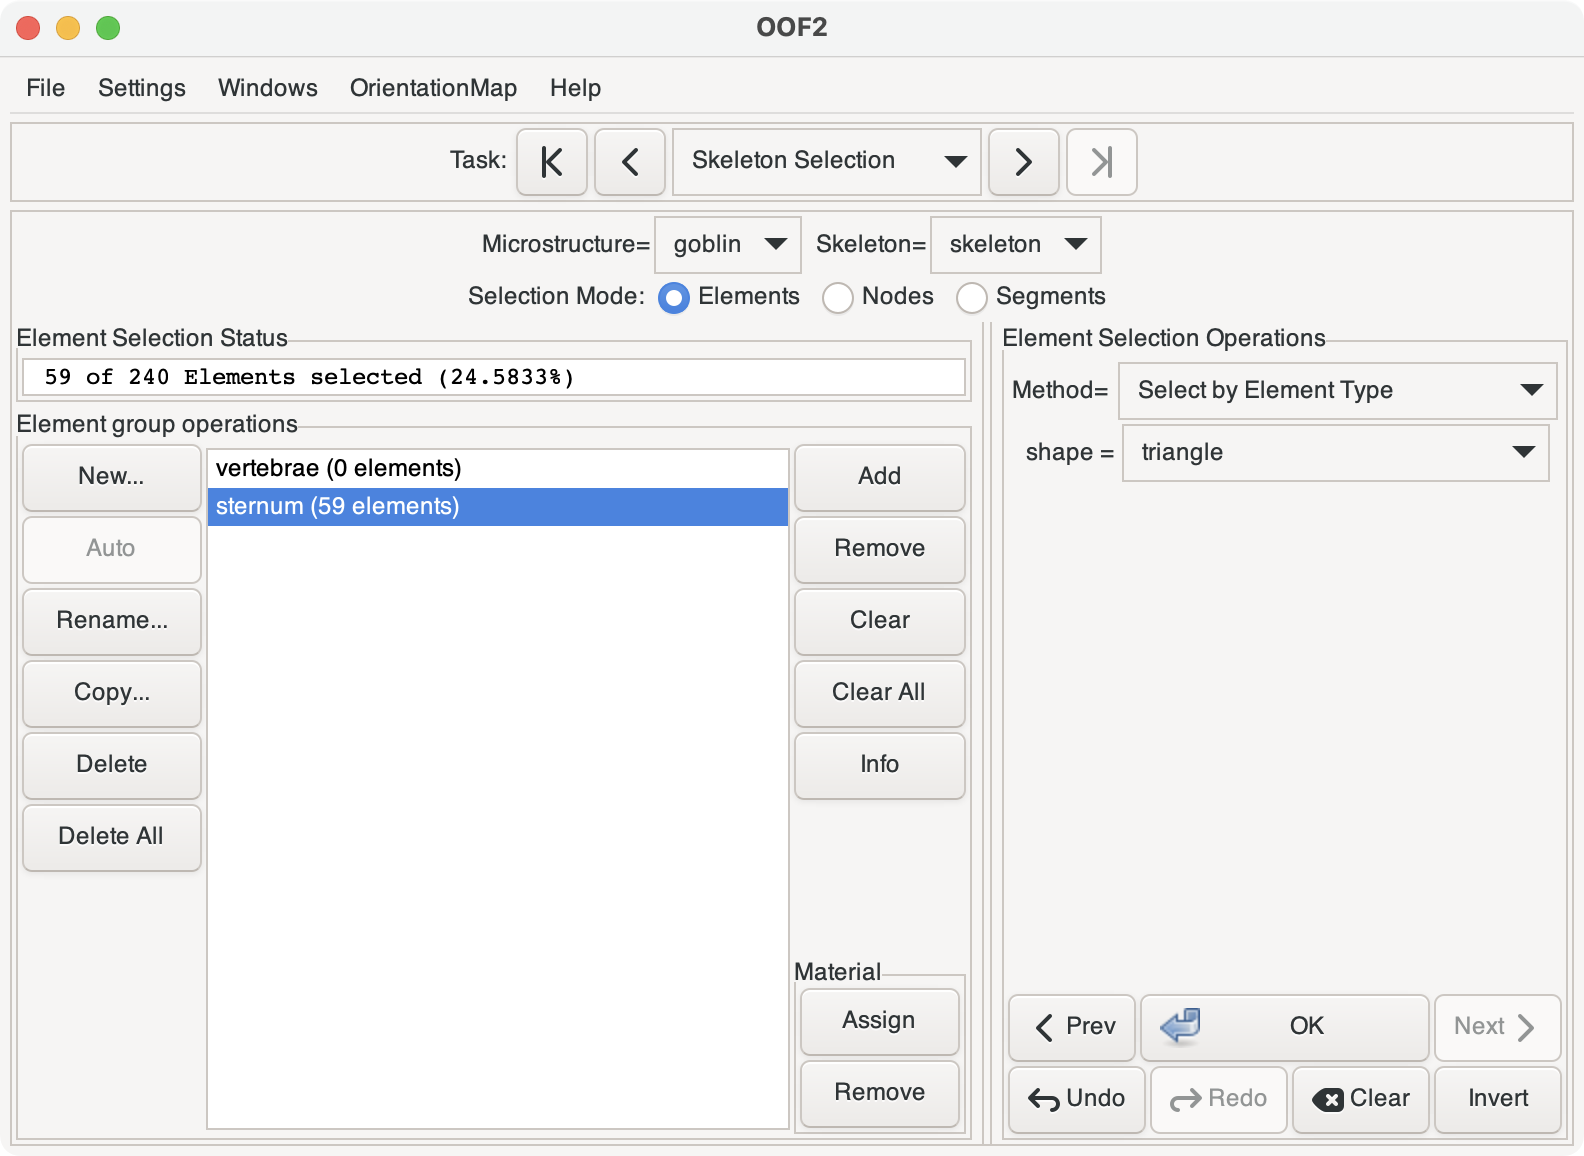 OOF2
File Settings Windows OrientationMap Help
Task: Skeleton Selection
Microstructure= goblin Skeleton= skeleton
Selection Mode: Elements Nodes Segments
Element Selection Status
59 of 240 Elements selected (24.5833%)
Element group operations
New...
Auto
Rename...
Copy...
Delete
Delete All
vertebrae (0 elements)
sternum (59 elements)
Add
Remove
Clear
Clear All
Info
Material
Assign
Remove
Element Selection Operations
Method= Select by Element Type
shape = triangle
Prev OK Next
Undo Redo Clear Invert